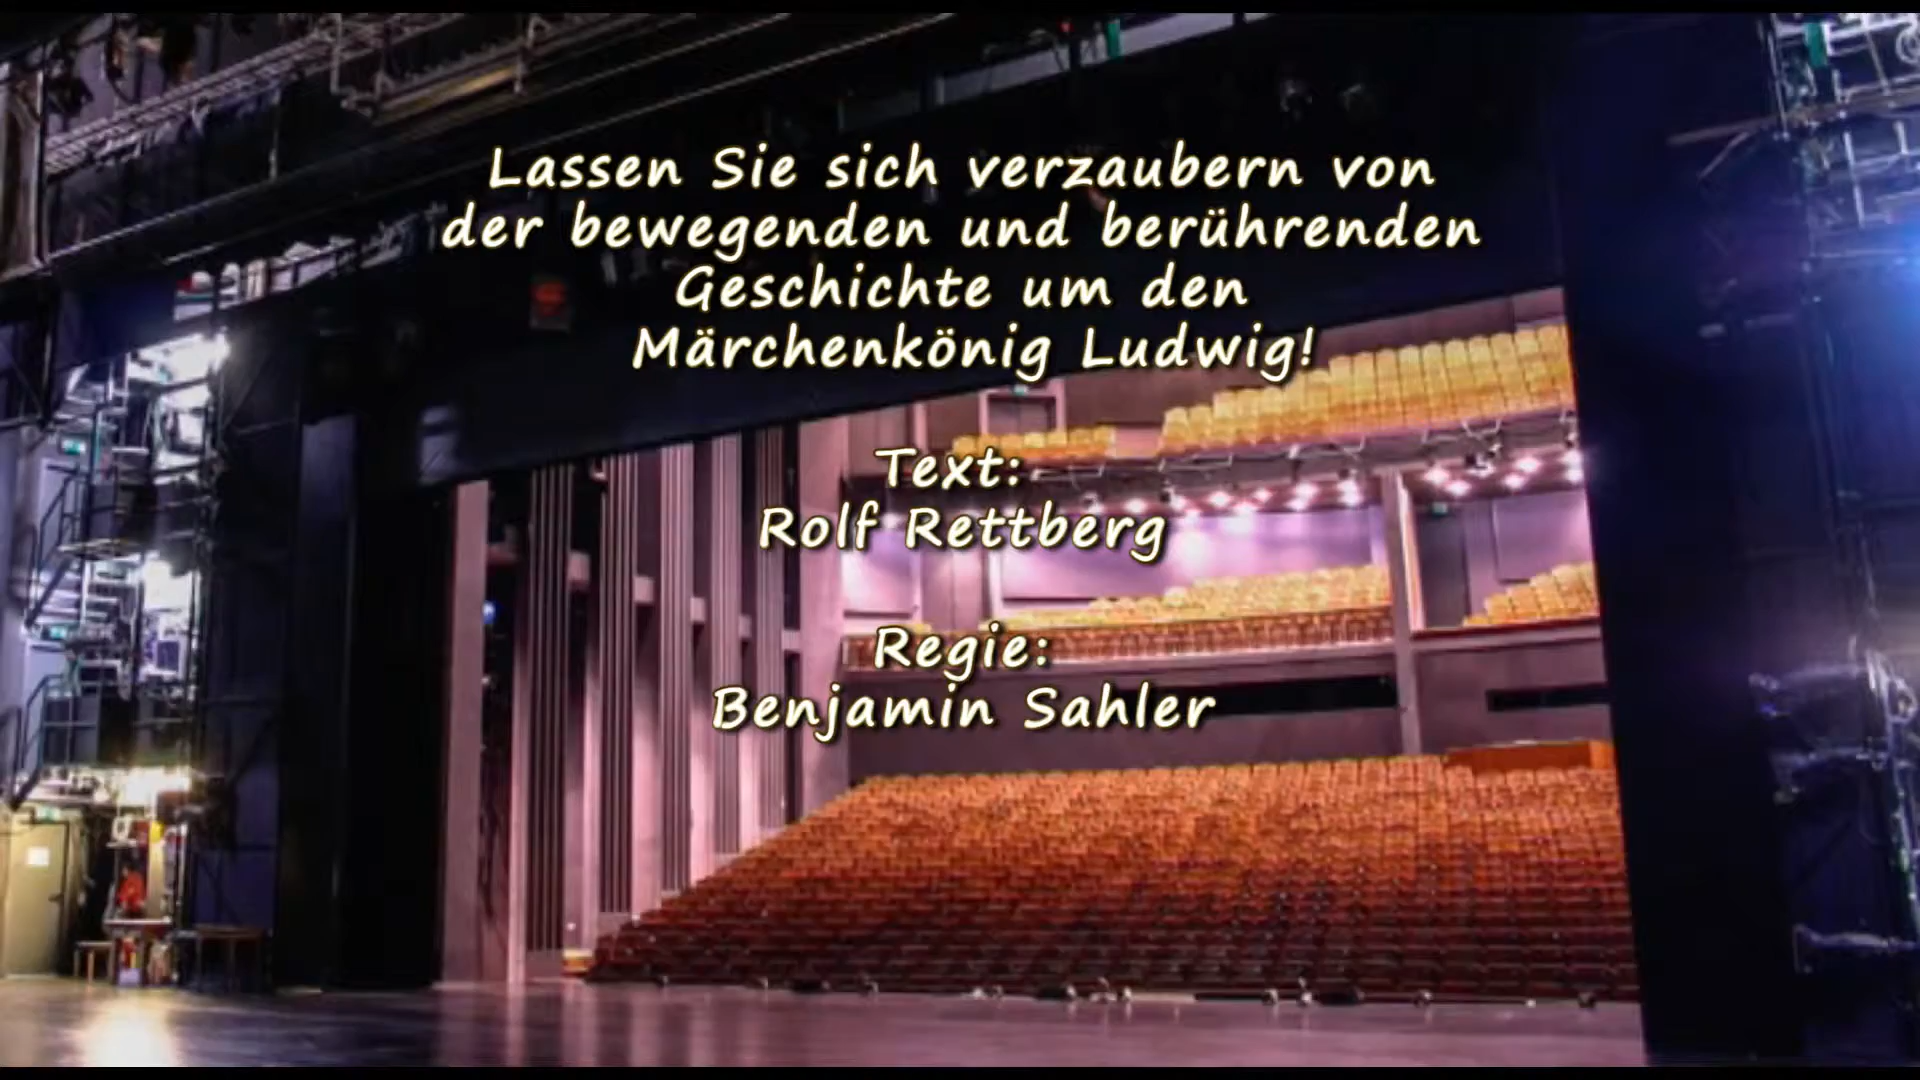 Lassen Sie sich verzaubern von
der bewegenden und berührenden
Geschichte um den
Märchenkönig Ludwig!
Text:
Rolf Rettberg
Regie:
Benjamin Sahler